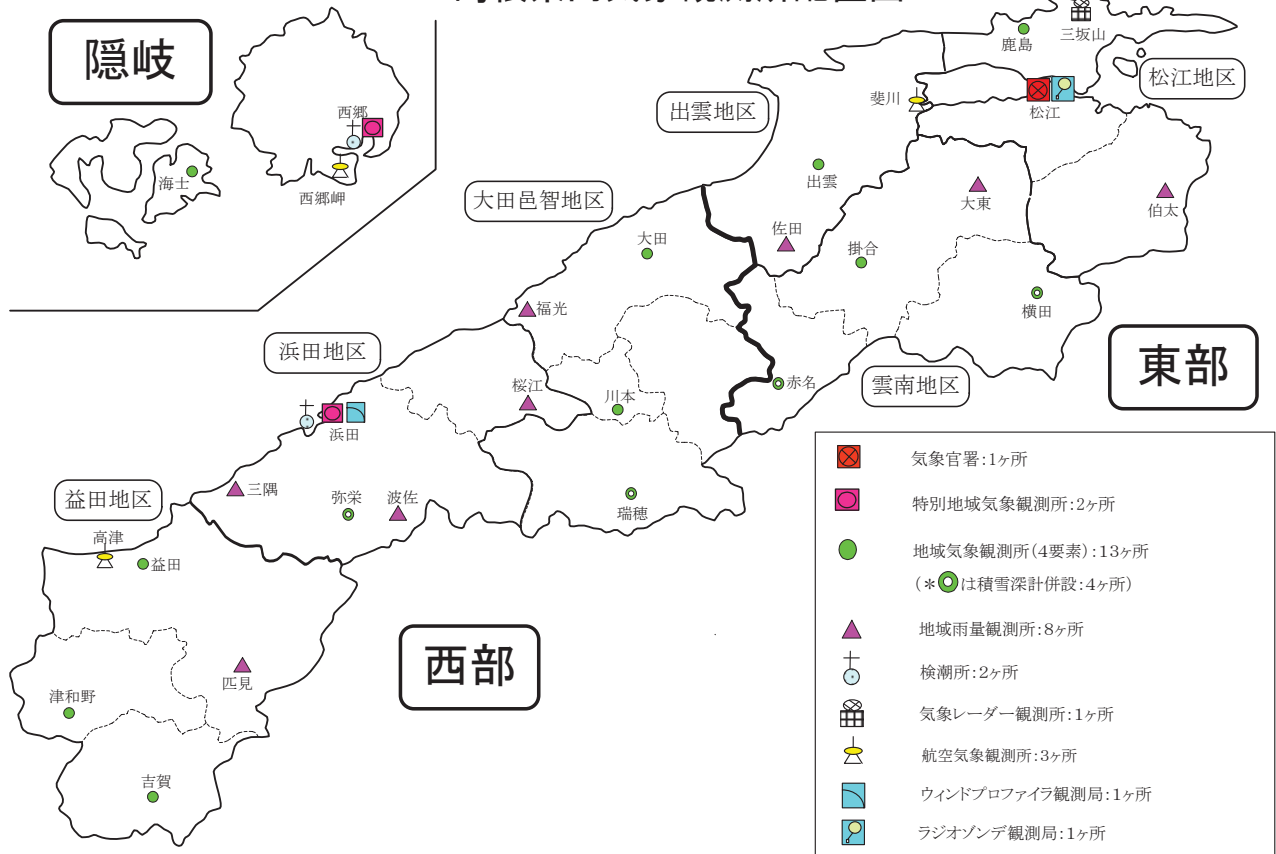 隠岐
西郷
海士
西郷岬
鹿島
三坂山
松江地区
斐川
松江
出雲地区
出雲
大東
伯太
大田邑智地区
佐田
大田
掛合
福光
横田
浜田地区
桜江
川本
赤名
雲南地区
東部
浜田
三隅
弥栄
波佐
瑞穂
益田地区
高津
益田
西部
匹見
津和野
吉賀
気象官署:1ヶ所
特別地域気象観測所:2ヶ所
地域気象観測所(4要素):13ヶ所
(*◎は積雪深計併設:4ヶ所)
地域雨量観測所:8ヶ所
検潮所:2ヶ所
気象レーダー観測所:1ヶ所
航空気象観測所:3ヶ所
ウィンドプロファイラ観測局:1ヶ所
ラジオゾンデ観測局:1ヶ所